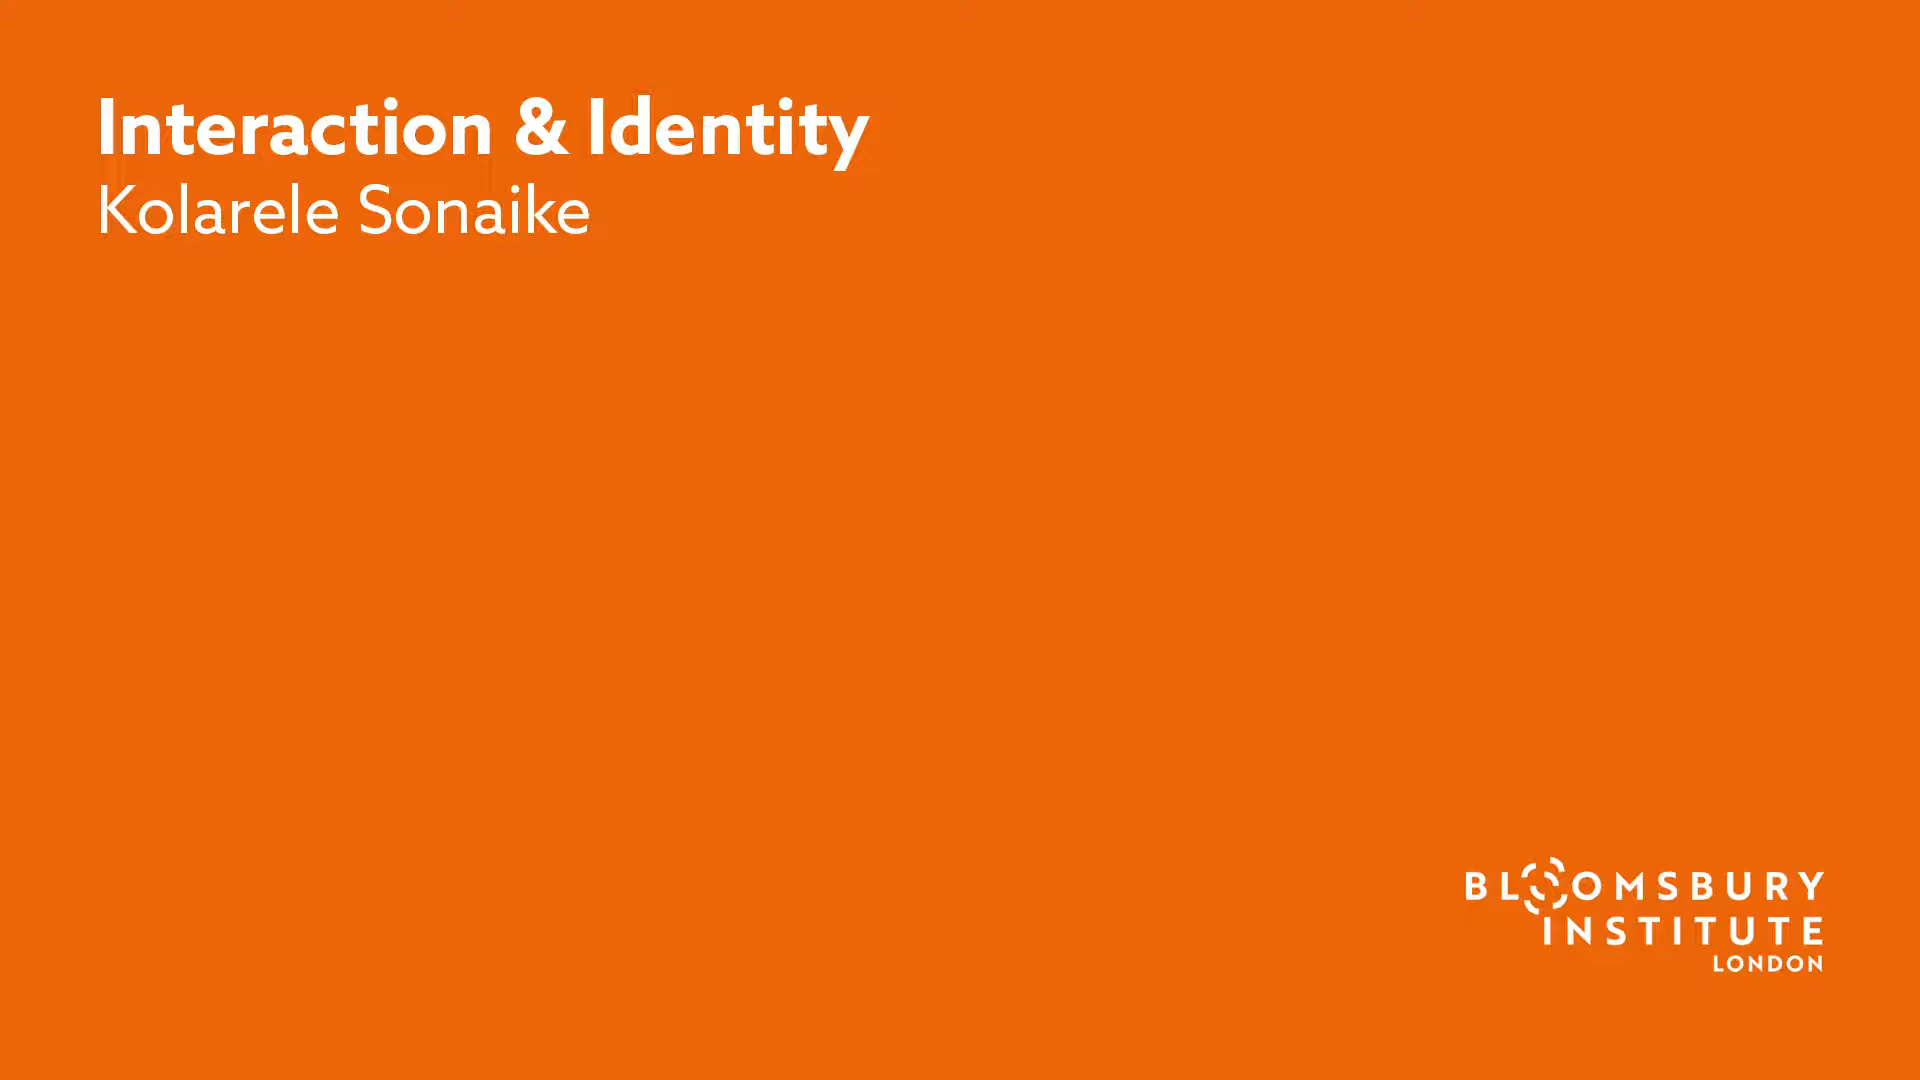 Interaction & Identity
Kolarele Sonaike
BLOOMSBURY
INSTITUTE
LONDON